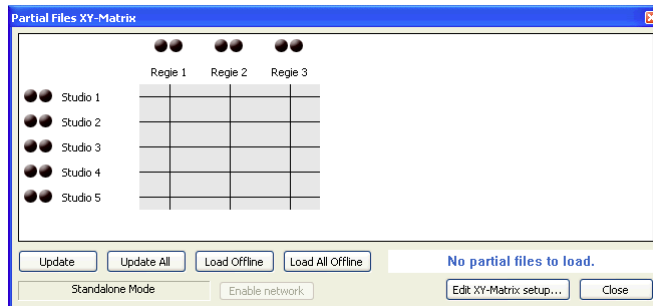 Partial Files XY-Matrix
Regie 1 Regie 2 Regie 3
Studio 1
Studio 2
Studio 3
Studio 4
Studio 5
Update Update All Load Offline Load All Offline No partial files to load.
Standalone Mode Enable network Edit XY-Matrix setup... Close